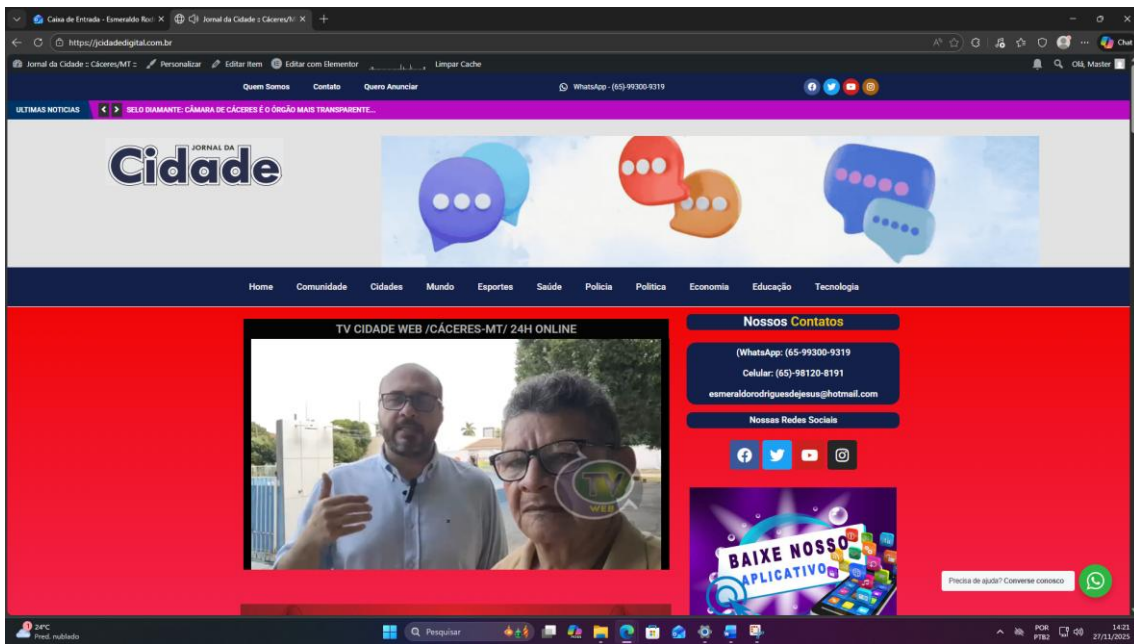 Caixa de Entrada - Esmeraldo Rod
Jornal da Cidade :: Cáceres/M
https://jcidadedigital.com.br
Chat
Jornal da Cidade :: Cáceres/MT ::
Personalizar
Editar Item
Editar com Elementor
Limpar Cache
Olá, Master
Quem Somos
Contato
Quero Anunciar
WhatsApp - (65)-99300-9319
ULTIMAS NOTICIAS
SELO DIAMANTE: CÂMARA DE CÁCERES É O ÓRGÃO MAIS TRANSPARENTE...
JORNAL DA
Cidade
Home
Comunidade
Cidades
Mundo
Esportes
Saúde
Policia
Politica
Economia
Educação
Tecnologia
TV CIDADE WEB /CÁCERES-MT/ 24H ONLINE
TV
WEB
Nossos Contatos
(WhatsApp: (65-99300-9319
Celular: (65)-98120-8191
esmeraldorodriguesdejesus@hotmail.com
Nossas Redes Sociais
BAIXE NOSSO
APLICATIVO
Precisa de ajuda? Converse conosco
1
24°C
Pred. nublado
Pesquisar
POR
PTB2
14:21
27/11/2025